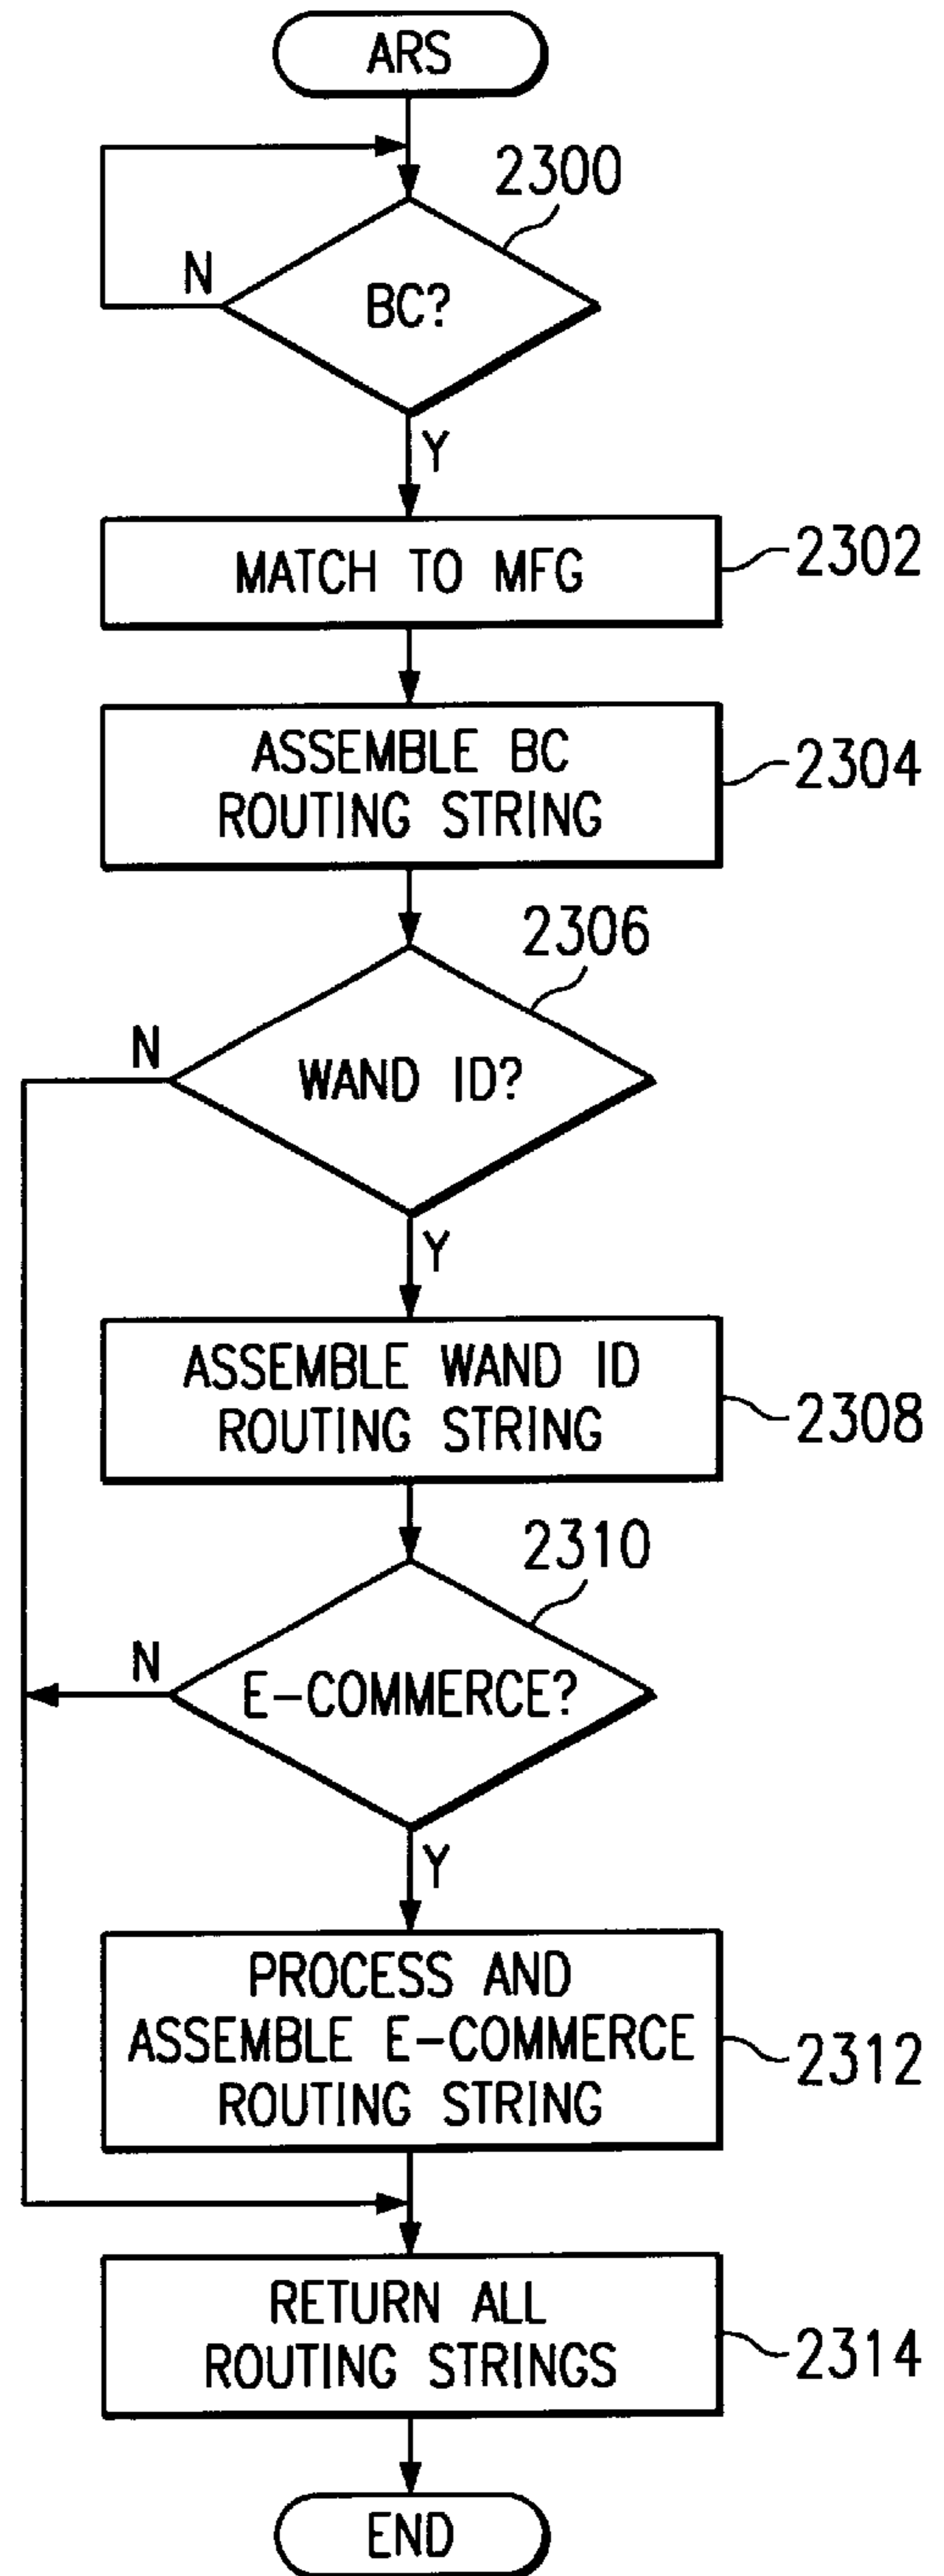 ARS
2300
N
BC?
Y
MATCH TO MFG
2302
ASSEMBLE BC
ROUTING STRING
2304
2306
N
WAND ID?
Y
ASSEMBLE WAND ID
ROUTING STRING
2308
2310
N
E-COMMERCE?
Y
PROCESS AND
ASSEMBLE E-COMMERCE
ROUTING STRING
2312
RETURN ALL
ROUTING STRINGS
2314
END